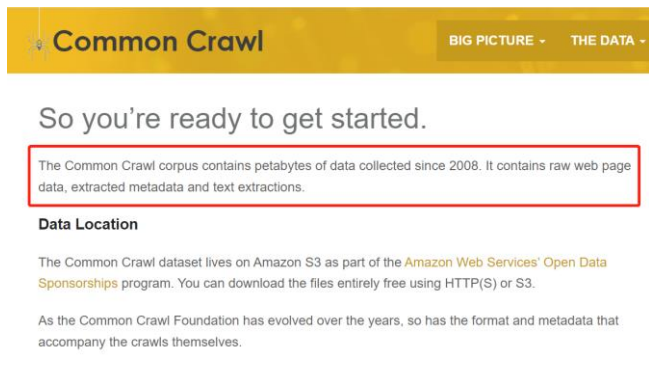 Common Crawl
BIG PICTURE
THE DATA
So you're ready to get started.
The Common Crawl corpus contains petabytes of data collected since 2008. It contains raw web page
data, extracted metadata and text extractions.
Data Location
The Common Crawl dataset lives on Amazon S3 as part of the Amazon Web Services' Open Data
Sponsorships program. You can download the files entirely free using HTTP(S) or S3.
As the Common Crawl Foundation has evolved over the years, so has the format and metadata that
accompany the crawls themselves.